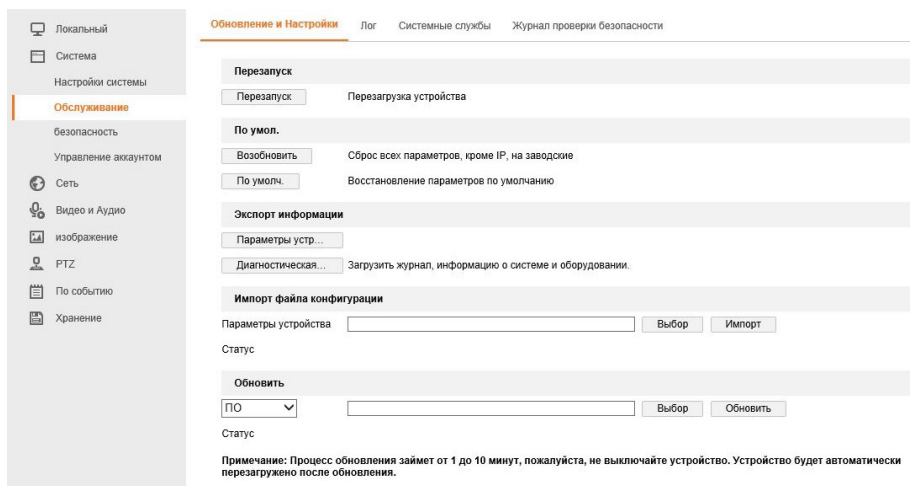 Локальный
Система
Настройки системы
Обслуживание
безопасность
Управление аккаунтом
Сеть
Видео и Аудио
изображение
PTZ
По событию
Хранение
Обновление и Настройки Лог Системные службы Журнал проверки безопасности
Перезапуск
Перезапуск Перезагрузка устройства
По умол.
Возобновить Сброс всех параметров, кроме IP, на заводские
По умолч. Восстановление параметров по умолчанию
Экспорт информации
Параметры устр...
Диагностическая... Загрузить журнал, информацию о системе и оборудовании.
Импорт файла конфигурации
Параметры устройства Выбор Импорт
Статус
Обновить
ПО Выбор Обновить
Статус
Примечание: Процесс обновления займет от 1 до 10 минут, пожалуйста, не выключайте устройство. Устройство будет автоматически
перезагружено после обновления.